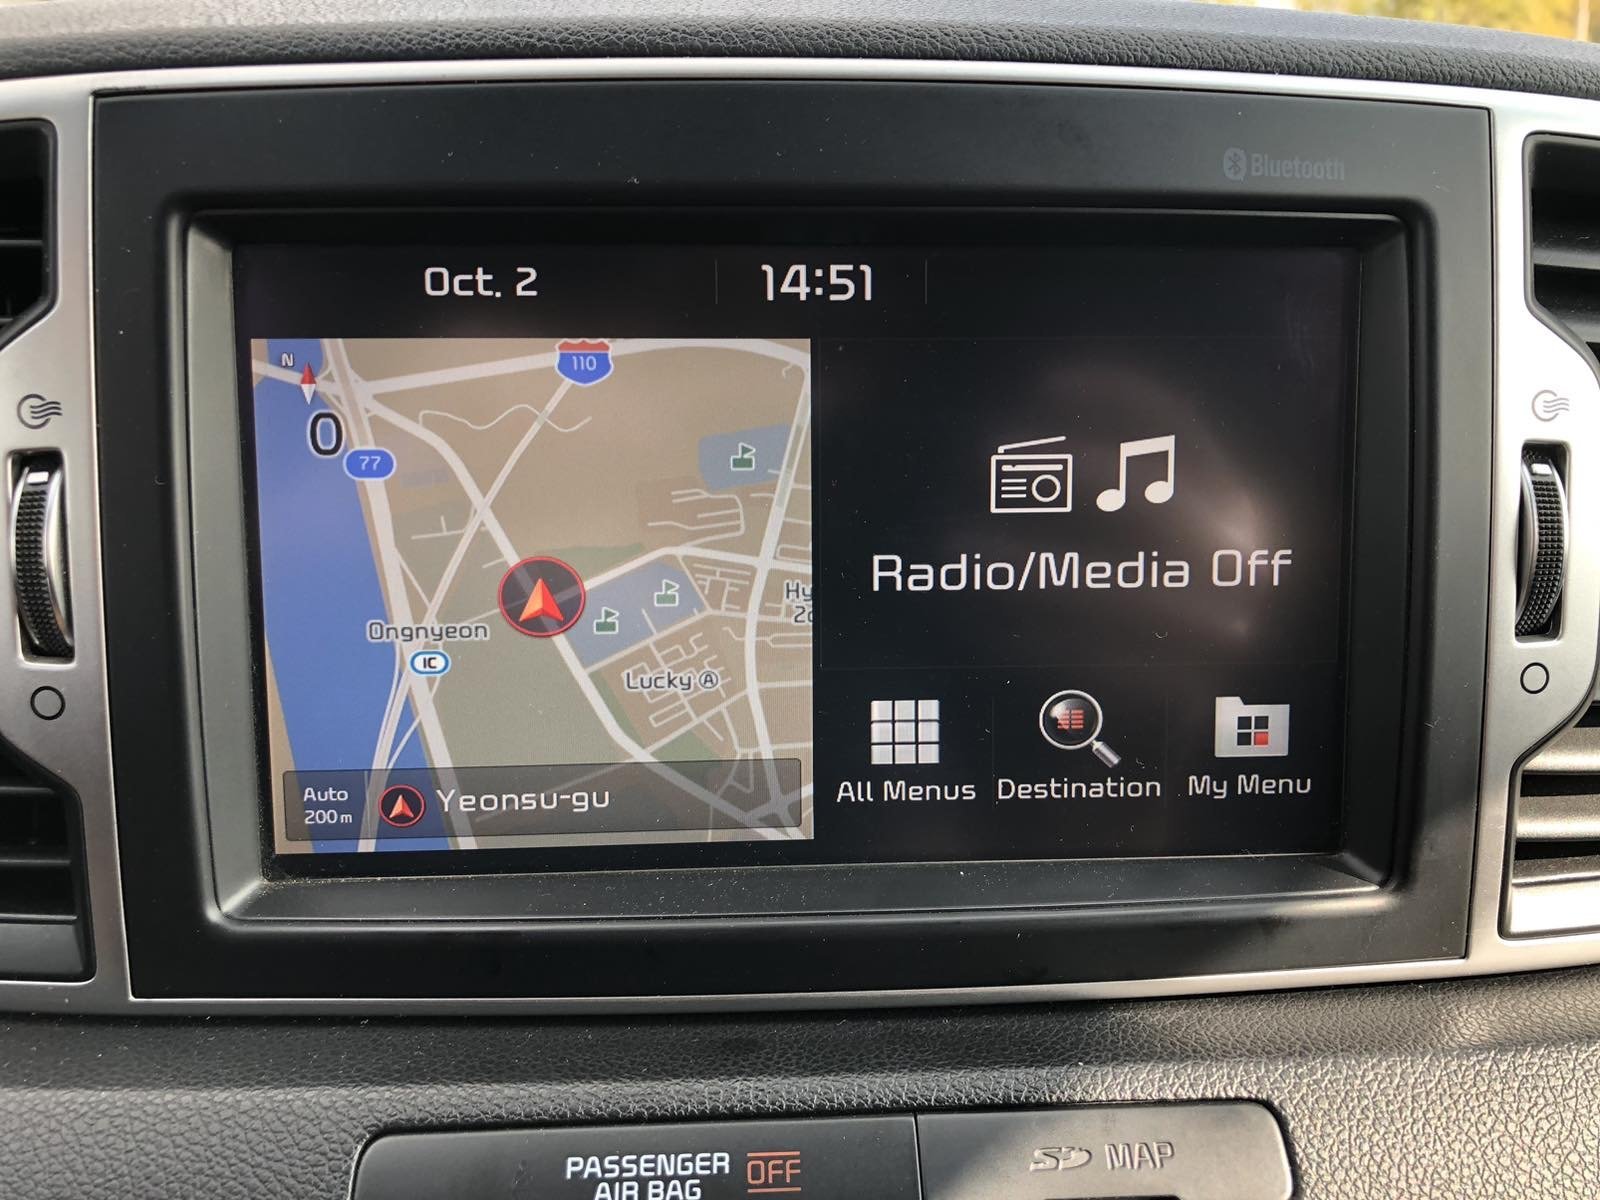 Bluetooth
Oct. 2
14:51
N
110
0
77
Ongnyeon
IC
Hy
Lucky A
Auto
200m
Yeonsu-gu
Radio/Media Off
All Menus
Destination
My Menu
PASSENGER OFF
AIR BAG
SD MAP